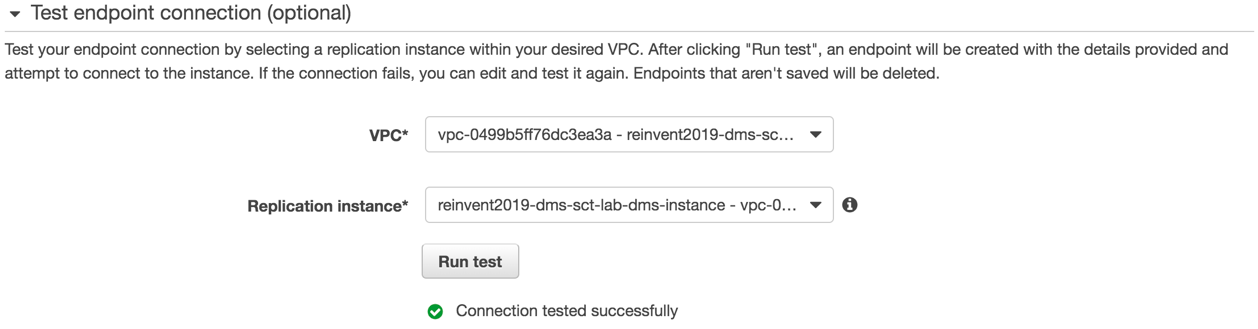 Test endpoint connection (optional)
Test your endpoint connection by selecting a replication instance within your desired VPC. After clicking "Run test", an endpoint will be created with the details provided and
attempt to connect to the instance. If the connection fails, you can edit and test it again. Endpoints that aren't saved will be deleted.
VPC* vpc-0499b5ff76dc3ea3a - reinvent2019-dms-sc...
Replication instance* reinvent2019-dms-sct-lab-dms-instance - vpc-0...
Run test
Connection tested successfully